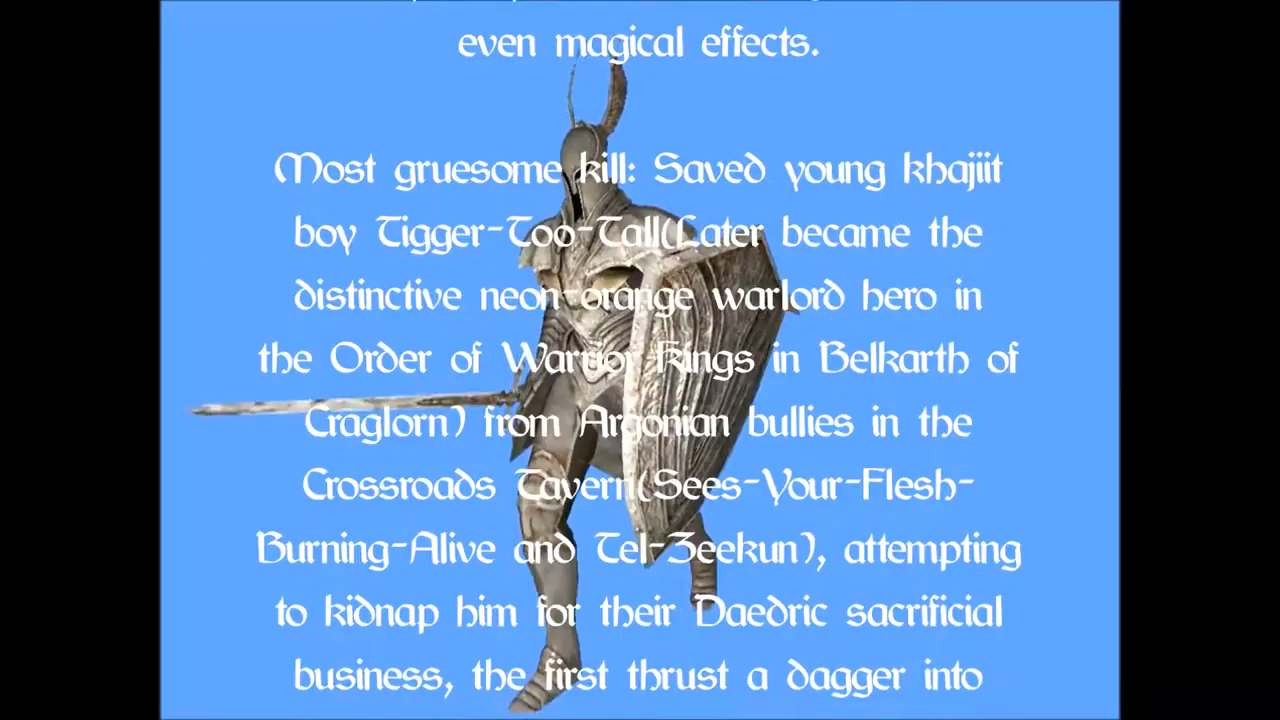 even magical effects.
Most gruesome kill: Saved young khajiit
boy Tigger-Too-Tall(Later became the
distinctive neon-orange warlord hero in
the Order of Warrior Kings in Belkarth of
Craglorn) from Argonian bullies in the
Crossroads Tavern(Sees-Your-Flesh-
Burning-Alive and Tel-Zeekun), attempting
to kidnap him for their Daedric sacrificial
business, the first thrust a dagger into